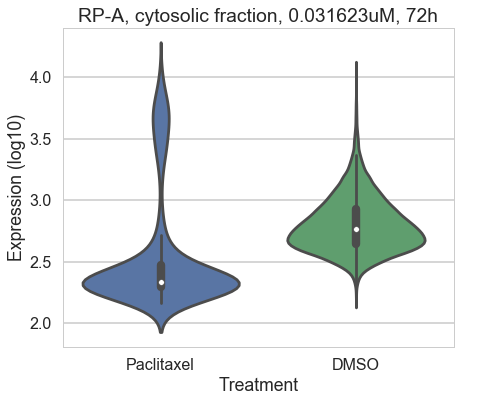 RP-A, cytosolic fraction, 0.031623uM, 72h
Expression (log10)
4.0
3.5
3.0
2.5
2.0
Paclitaxel DMSO
Treatment